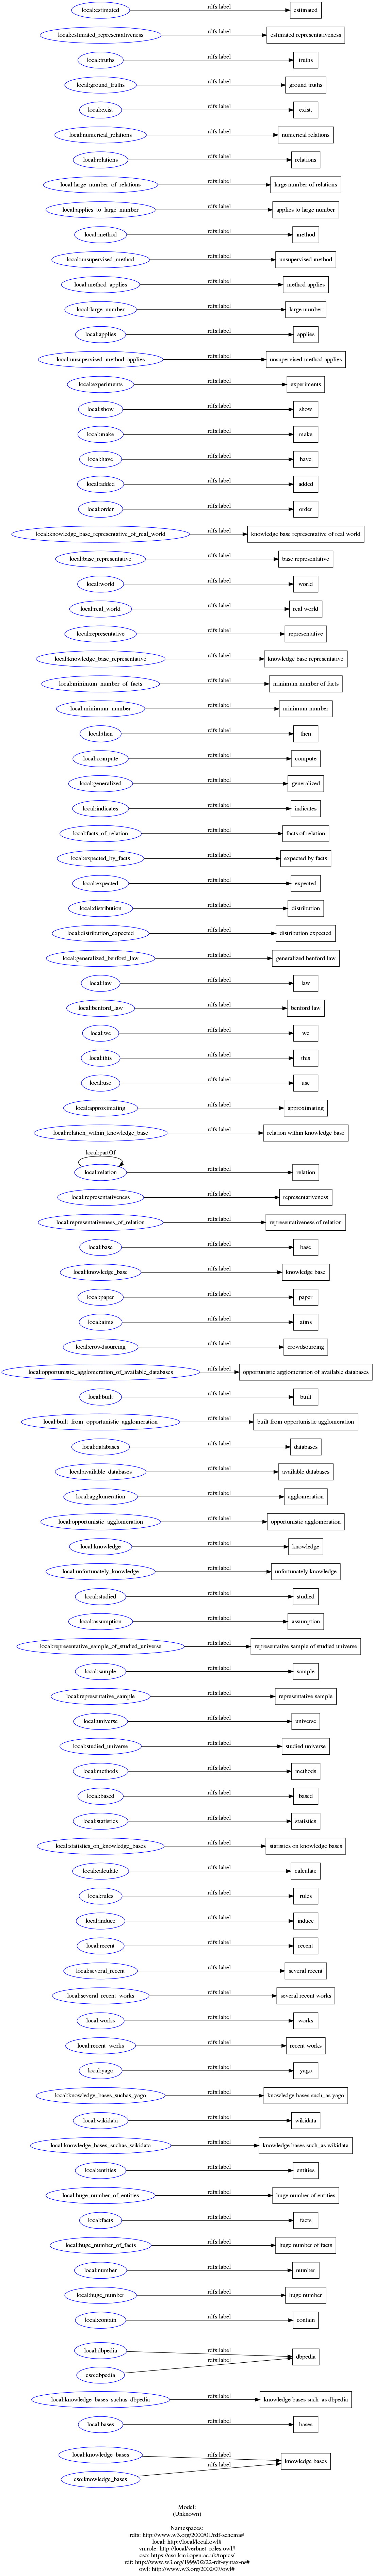 local:estimated rdfs:label estimated
local:estimated_representativeness rdfs:label estimated representativeness
local:truths rdfs:label truths
local:ground_truths rdfs:label ground truths
local:exist rdfs:label exist,
local:numerical_relations rdfs:label numerical relations
local:relations rdfs:label relations
local:large_number_of_relations rdfs:label large number of relations
local:applies_to_large_number rdfs:label applies to large number
local:method rdfs:label method
local:unsupervised_method rdfs:label unsupervised method
local:method_applies rdfs:label method applies
local:large_number rdfs:label large number
local:applies rdfs:label applies
local:unsupervised_method_applies rdfs:label unsupervised method applies
local:experiments rdfs:label experiments
local:show rdfs:label show
local:make rdfs:label make
local:have rdfs:label have
local:added rdfs:label added
local:order rdfs:label order
local:knowledge_base_representative_of_real_world rdfs:label knowledge base representative of real world
local:base_representative rdfs:label base representative
local:world rdfs:label world
local:real_world rdfs:label real world
local:representative rdfs:label representative
local:knowledge_base_representative rdfs:label knowledge base representative
local:minimum_number_of_facts rdfs:label minimum number of facts
local:minimum_number rdfs:label minimum number
local:then rdfs:label then
local:compute rdfs:label compute
local:generalized rdfs:label generalized
local:indicates rdfs:label indicates
local:facts_of_relation rdfs:label facts of relation
local:expected_by_facts rdfs:label expected by facts
local:expected rdfs:label expected
local:distribution rdfs:label distribution
local:distribution_expected rdfs:label distribution expected
local:generalized_benford_law rdfs:label generalized benford law
local:law rdfs:label law
local:benford_law rdfs:label benford law
local:we rdfs:label we
local:this rdfs:label this
local:use rdfs:label use
local:approximating rdfs:label approximating
local:relation_within_knowledge_base rdfs:label relation within knowledge base
local:partOf
local:relation rdfs:label relation
local:representativeness rdfs:label representativeness
local:representativeness_of_relation rdfs:label representativeness of relation
local:base rdfs:label base
local:knowledge_base rdfs:label knowledge base
local:paper rdfs:label paper
local:aims rdfs:label aims
local:crowdsourcing rdfs:label crowdsourcing
local:opportunistic_agglomeration_of_available_databases rdfs:label opportunistic agglomeration of available databases
local:built rdfs:label built
local:built_from_opportunistic_agglomeration rdfs:label built from opportunistic agglomeration
local:databases rdfs:label databases
local:available_databases rdfs:label available databases
local:agglomeration rdfs:label agglomeration
local:opportunistic_agglomeration rdfs:label opportunistic agglomeration
local:knowledge rdfs:label knowledge
local:unfortunately_knowledge rdfs:label unfortunately knowledge
local:studied rdfs:label studied
local:assumption rdfs:label assumption
local:representative_sample_of_studied_universe rdfs:label representative sample of studied universe
local:sample rdfs:label sample
local:representative_sample rdfs:label representative sample
local:universe rdfs:label universe
local:studied_universe rdfs:label studied universe
local:methods rdfs:label methods
local:based rdfs:label based
local:statistics rdfs:label statistics
local:statistics_on_knowledge_bases rdfs:label statistics on knowledge bases
local:calculate rdfs:label calculate
local:rules rdfs:label rules
local:induce rdfs:label induce
local:recent rdfs:label recent
local:several_recent rdfs:label several recent
local:several_recent_works rdfs:label several recent works
local:works rdfs:label works
local:recent_works rdfs:label recent works
local:yago rdfs:label yago
local:knowledge_bases_suchas_yago rdfs:label knowledge bases such_as yago
local:wikidata rdfs:label wikidata
local:knowledge_bases_suchas_wikidata rdfs:label knowledge bases such_as wikidata
local:entities rdfs:label entities
local:huge_number_of_entities rdfs:label huge number of entities
local:facts rdfs:label facts
local:huge_number_of_facts rdfs:label huge number of facts
local:number rdfs:label number
local:huge_number rdfs:label huge number
local:contain rdfs:label contain
local:dbpedia rdfs:label dbpedia
cso:dbpedia rdfs:label
local:knowledge_bases_suchas_dbpedia rdfs:label knowledge bases such_as dbpedia
local:bases rdfs:label bases
local:knowledge_bases rdfs:label knowledge bases
cso:knowledge_bases rdfs:label
Model:
(Unknown)
Namespaces:
rdfs: http://www.w3.org/2000/01/rdf-schema#
local: http://local/local.owl#
vn.role: http://local/verbnet_roles.owl#
cso: https://cso.kmi.open.ac.uk/topics/
rdf: http://www.w3.org/1999/02/22-rdf-syntax-ns#
owl: http://www.w3.org/2002/07/owl#